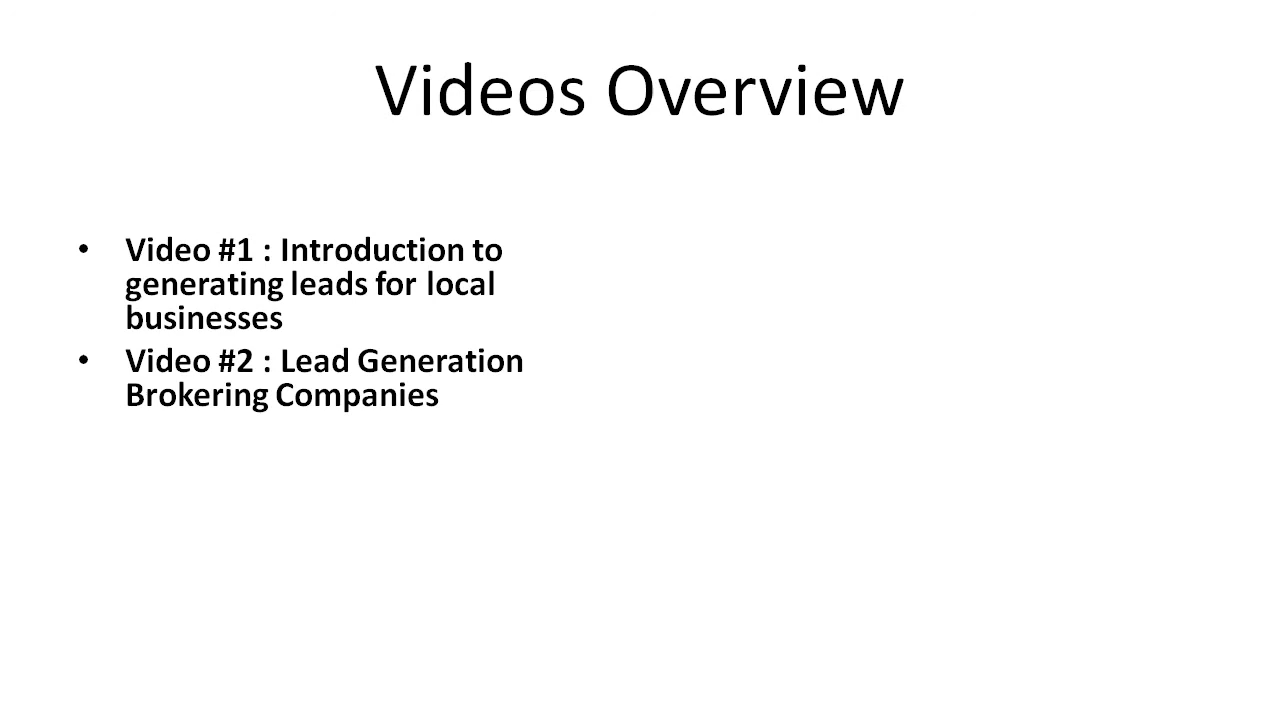 Videos Overview
• Video #1 : Introduction to
generating leads for local
businesses
• Video #2 : Lead Generation
Brokering Companies